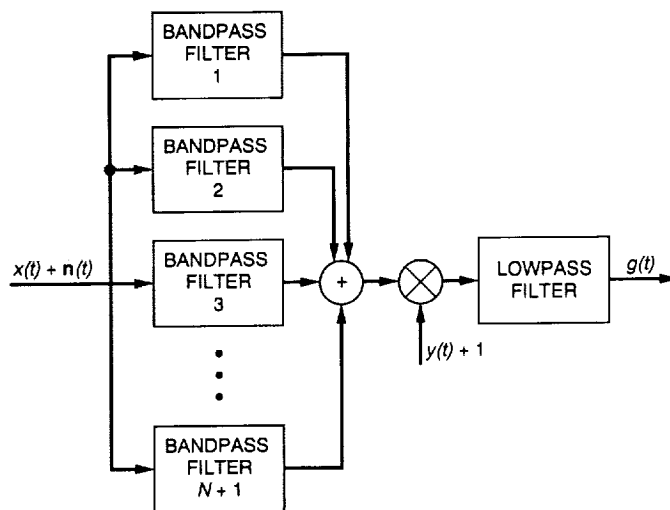 BANDPASS
FILTER
1
BANDPASS
FILTER
2
x(t) + n(t)
BANDPASS
FILTER
3
+
LOWPASS
FILTER
g(t)
y(t) + 1
BANDPASS
FILTER
N + 1